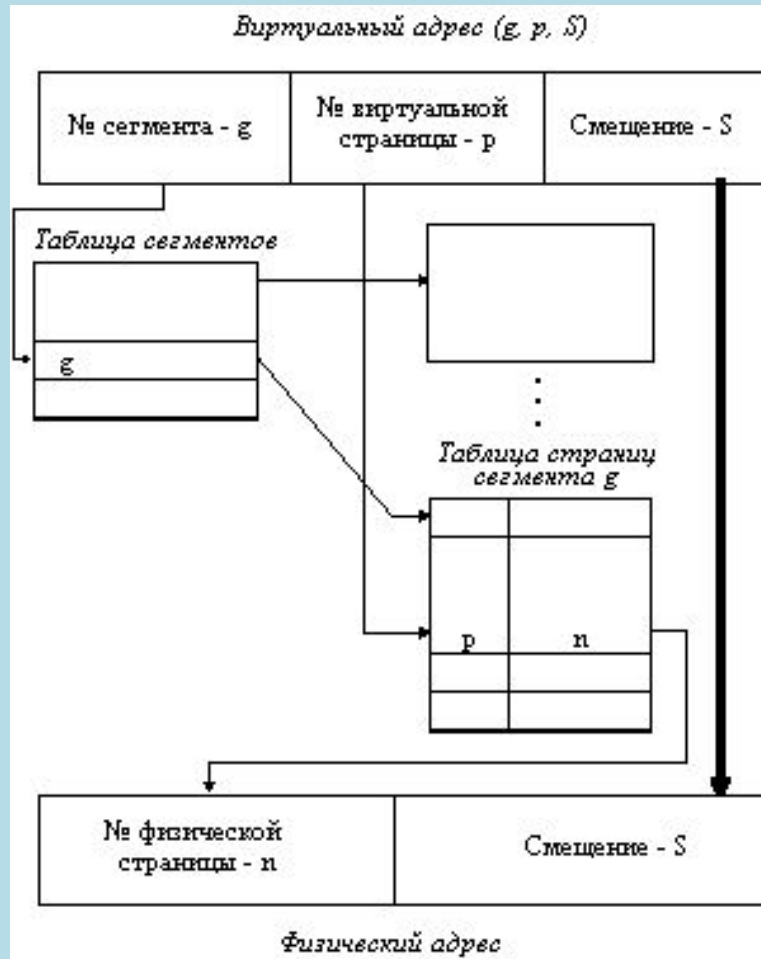 Виртуальный адрес (g, p, S)
№ сегмента - g
№ виртуальной
страницы - p
Смещение - S
Таблица сегментов
g
Таблица страниц
сегмента g
p
n
№ физической
страницы - n
Смещение - S
Физический адрес